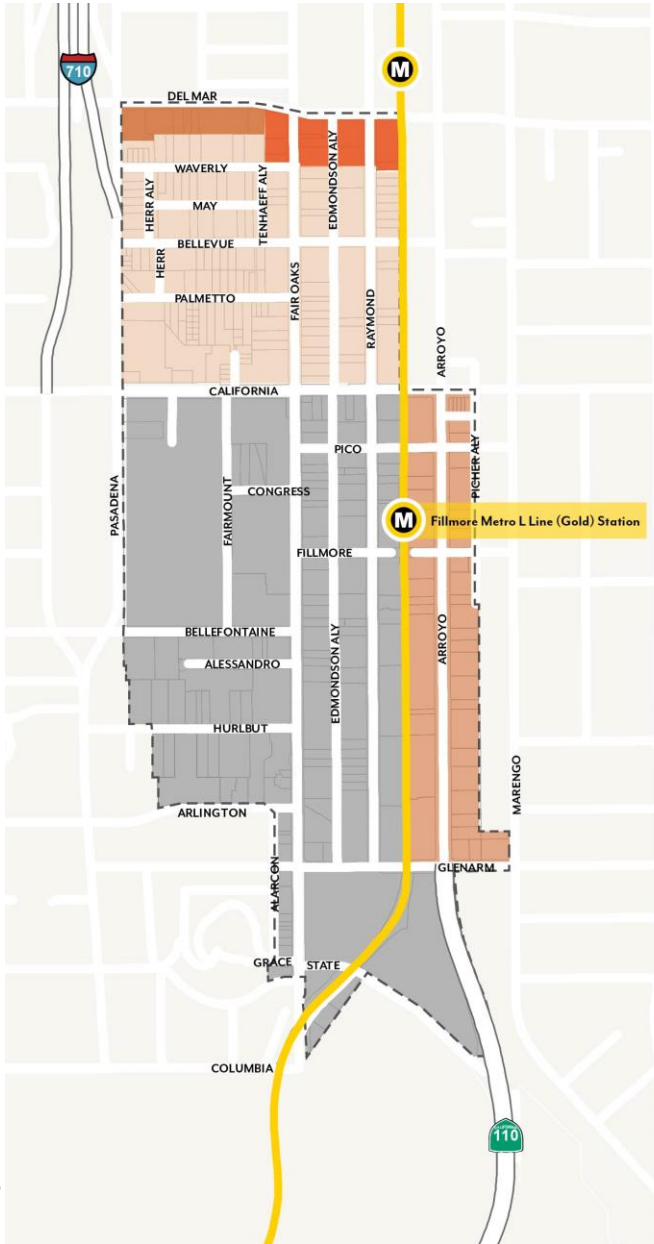 M
710
DEL MAR
WAVERLY
HERR ALY
MAY
TENHAEFF ALY
EDMONDSON ALY
BELLEVUE
HERR
PALMETTO
FAIR OAKS
RAYMOND
ARROYO
CALIFORNIA
PICO
PICHER ALY
PASADENA
FAIRMOUNT
CONGRESS
M
Fillmore Metro L Line (Gold) Station
FILLMORE
BELLEFONTAINE
ALESSANDRO
EDMONDSON ALY
ARROYO
HURLBUT
MARENGO
ARLINGTON
GLENARM
ALARCON
GRACE
STATE
COLUMBIA
CALIFORNIA
110